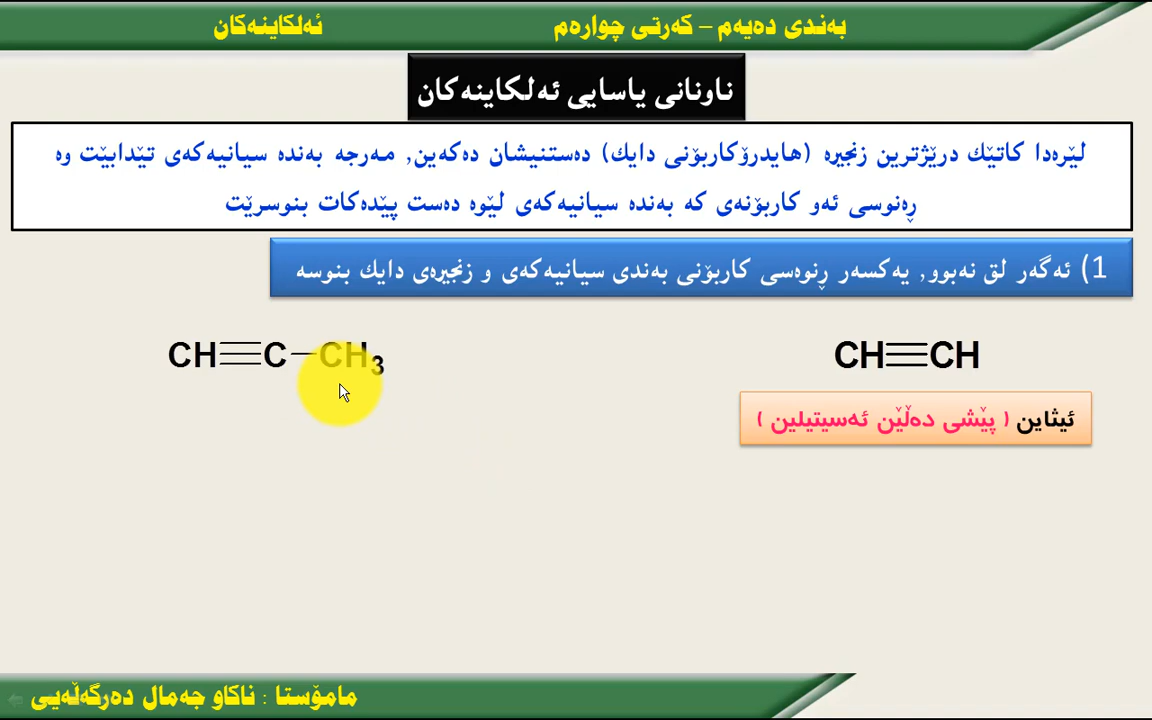 بەندی دەیەم – کەرتی چوارەم
ئەلکاینەکان
ناونانی یاسایی ئەلکاینەکان
لێرەدا کاتێك درێژترین زنجیرە (هایدرۆکاربۆنی دایك) دەستنیشان دەکەین, مەرجە بەندە سیانیەکەی تێدابێت وە
ڕەنوسی ئەو کاربۆنەی کە بەندە سیانیەکەی لێوە دەست پێدەکات بنوسرێت
1) ئەگەر لق نەبوو, یەکسەر ڕنوەسی کاربۆنی بەندی سیانیەکەی و زنجیرەی دایك بنوسە
CH≡CH
CH≡C—CH3
ئیثاین ( پێشی دەڵێن ئەسیتیلین )
مامۆستا : ناکاو جەمال دەرگەڵەیی